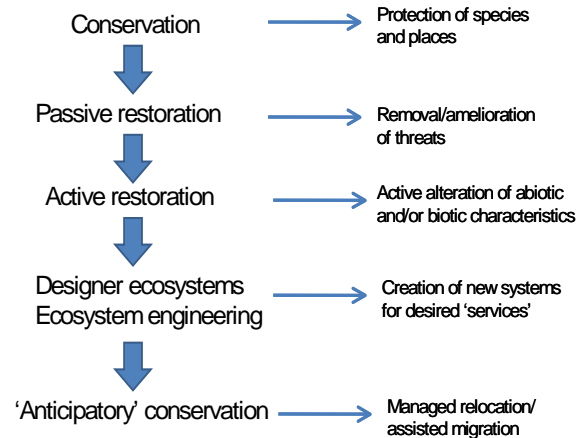 Conservation
Protection of species
and places
Passive restoration
Removal/amelioration
of threats
Active restoration
Active alteration of abiotic
and/or biotic characteristics
Designer ecosystems
Ecosystem engineering
Creation of new systems
for desired ‘services’
‘Anticipatory’ conservation
Managed relocation/
assisted migration